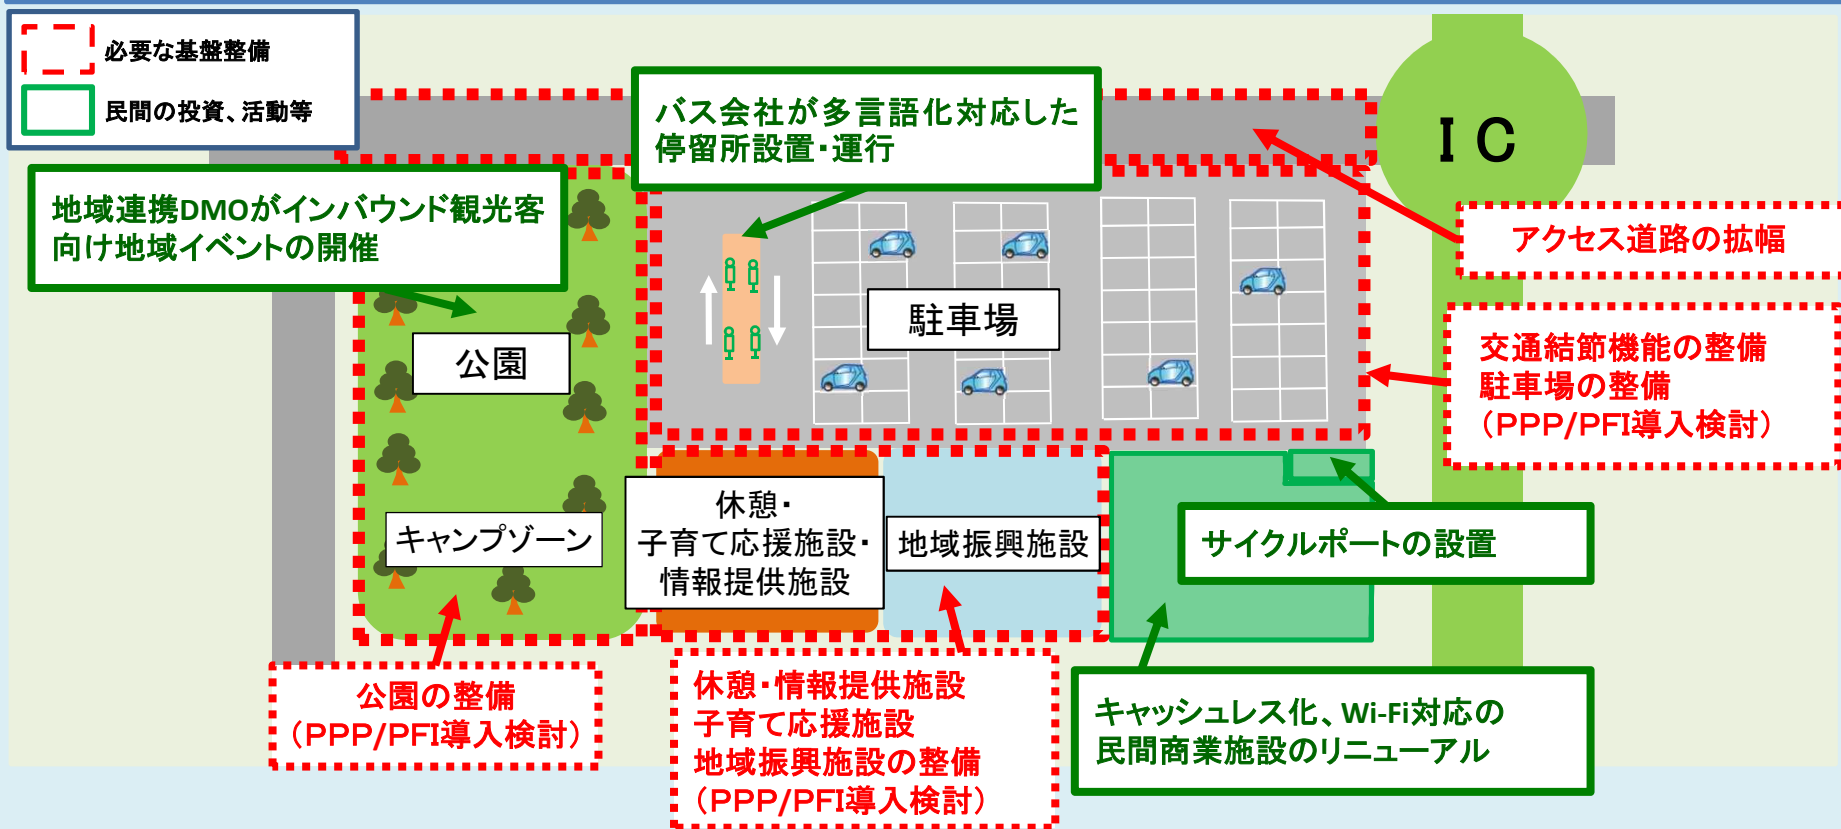 必要な基盤整備
民間の投資、活動等
バス会社が多言語化対応した
停留所設置・運行
ＩＣ
地域連携DMOがインバウンド観光客
向け地域イベントの開催
アクセス道路の拡幅
駐車場
公園
交通結節機能の整備
駐車場の整備
（PPP/PFI導入検討）
キャンプゾーン
休憩・
子育て応援施設・
情報提供施設
地域振興施設
サイクルポートの設置
公園の整備
（PPP/PFI導入検討）
休憩・情報提供施設
子育て応援施設
地域振興施設の整備
（PPP/PFI導入検討）
キャッシュレス化、Wi-Fi対応の
民間商業施設のリニューアル